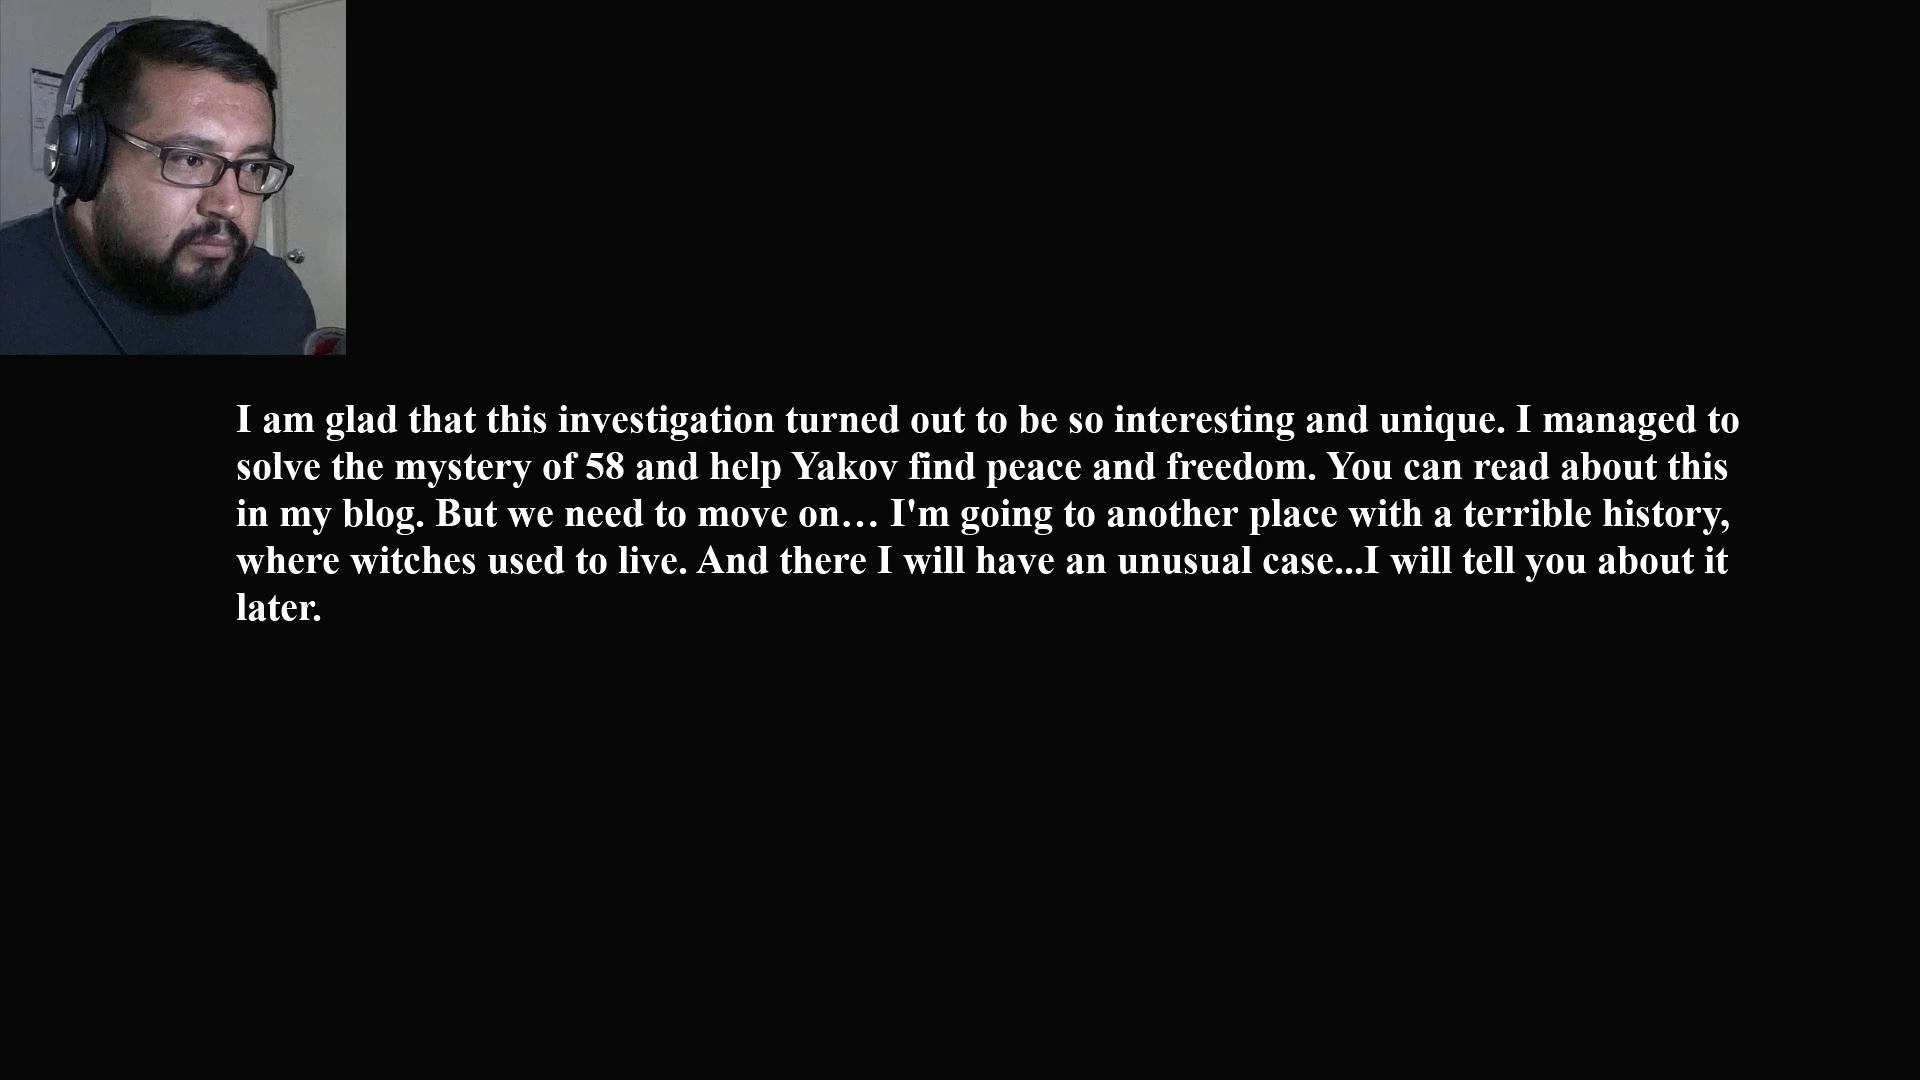 I am glad that this investigation turned out to be so interesting and unique. I managed to
solve the mystery of 58 and help Yakov find peace and freedom. You can read about this
in my blog. But we need to move on… I'm going to another place with a terrible history,
where witches used to live. And there I will have an unusual case...I will tell you about it
later.